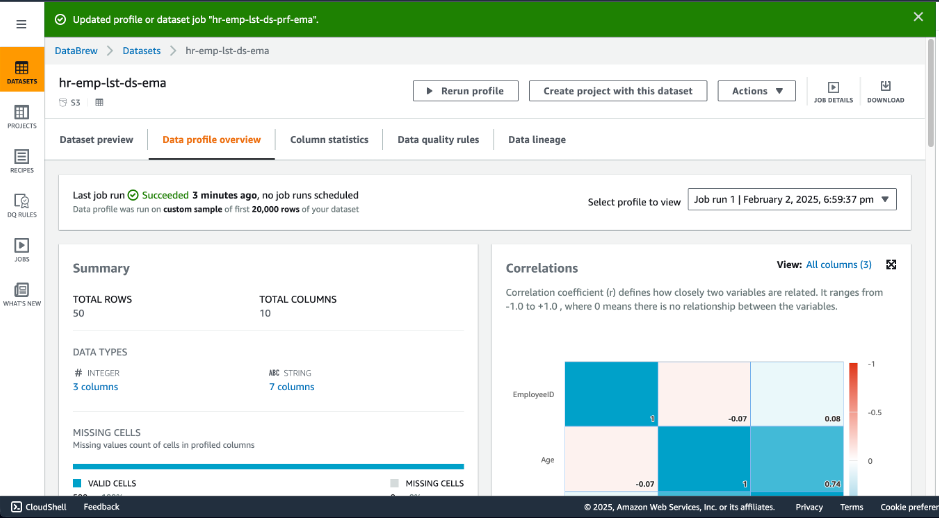 Updated profile or dataset job "hr-emp-lst-ds-prf-ema".
DataBrew > Datasets > hr-emp-lst-ds-ema
DATASETS
PROJECTS
RECIPES
DQ RULES
JOBS
WHAT'S NEW
hr-emp-lst-ds-ema
S3
Rerun profile
Create project with this dataset
Actions
JOB DETAILS
DOWNLOAD
Dataset preview
Data profile overview
Column statistics
Data quality rules
Data lineage
Last job run Succeeded 3 minutes ago, no job runs scheduled
Data profile was run on custom sample of first 20,000 rows of your dataset
Select profile to view
Job run 1 | February 2, 2025, 6:59:37 pm
Summary
TOTAL ROWS
50
TOTAL COLUMNS
10
DATA TYPES
# INTEGER
3 columns
ABC STRING
7 columns
MISSING CELLS
Missing values count of cells in profiled columns
VALID CELLS
MISSING CELLS
Correlations
View: All columns (3)
Correlation coefficient (r) defines how closely two variables are related. It ranges from
-1.0 to +1.0 , where 0 means there is no relationship between the variables.
EmployeeID
1
-0.07
0.08
Age
-0.07
1
0.74
-1
-0.5
0
CloudShell
Feedback
© 2025, Amazon Web Services, Inc. or its affiliates.
Privacy
Terms
Cookie prefere